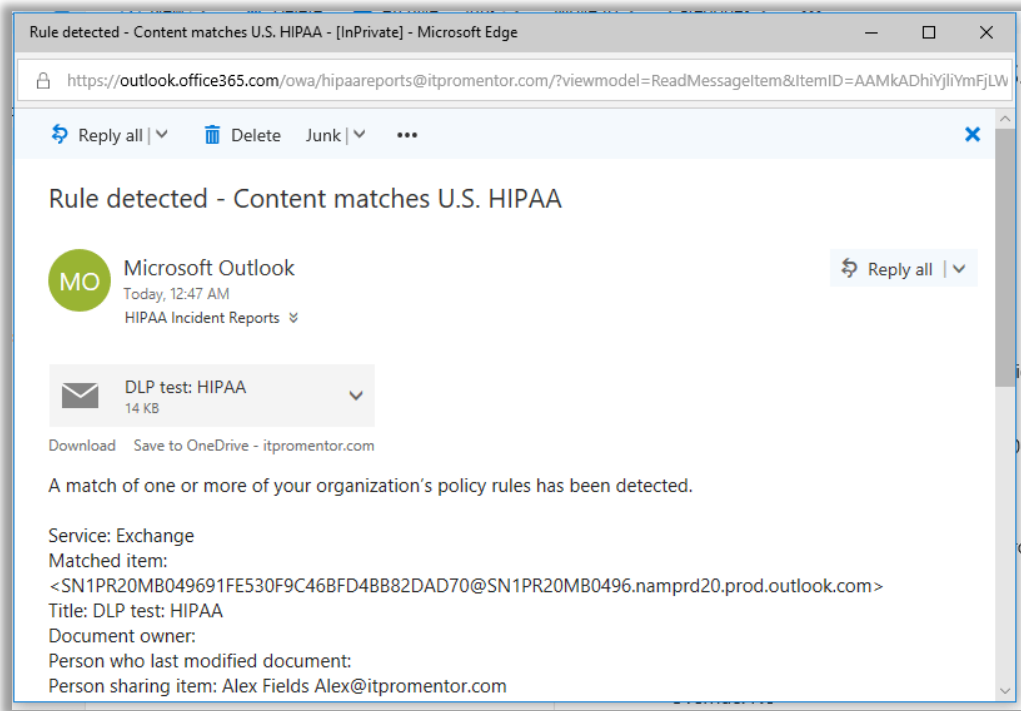 Rule detected - Content matches U.S. HIPAA - [InPrivate] - Microsoft Edge
https://outlook.office365.com/owa/hipaareports@itpromentor.com/?viewmodel=ReadMessageItem&ItemID=AAMkADhiYjliYmFjLW
Reply all Delete Junk
Rule detected - Content matches U.S. HIPAA
MO
Microsoft Outlook
Reply all
Today, 12:47 AM
HIPAA Incident Reports
DLP test: HIPAA
14 KB
Download Save to OneDrive - itpromentor.com
A match of one or more of your organization's policy rules has been detected.
Service: Exchange
Matched item:
<SN1PR20MB049691FE530F9C46BFD4BB82DAD70@SN1PR20MB0496.namprd20.prod.outlook.com>
Title: DLP test: HIPAA
Document owner:
Person who last modified document:
Person sharing item: Alex Fields Alex@itpromentor.com